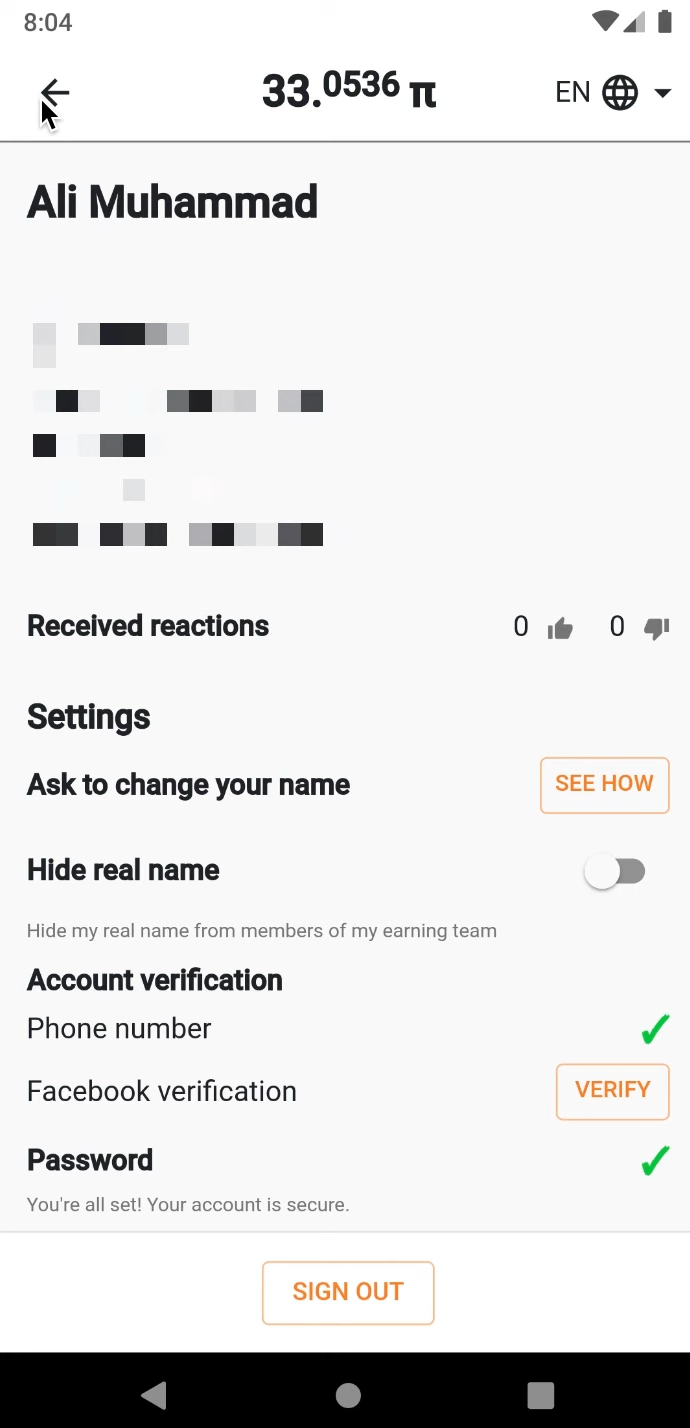 8:04
33.0536 π
EN
Ali Muhammad
Received reactions 0 0
Settings
Ask to change your name SEE HOW
Hide real name
Hide my real name from members of my earning team
Account verification
Phone number
Facebook verification VERIFY
Password
You're all set! Your account is secure.
SIGN OUT